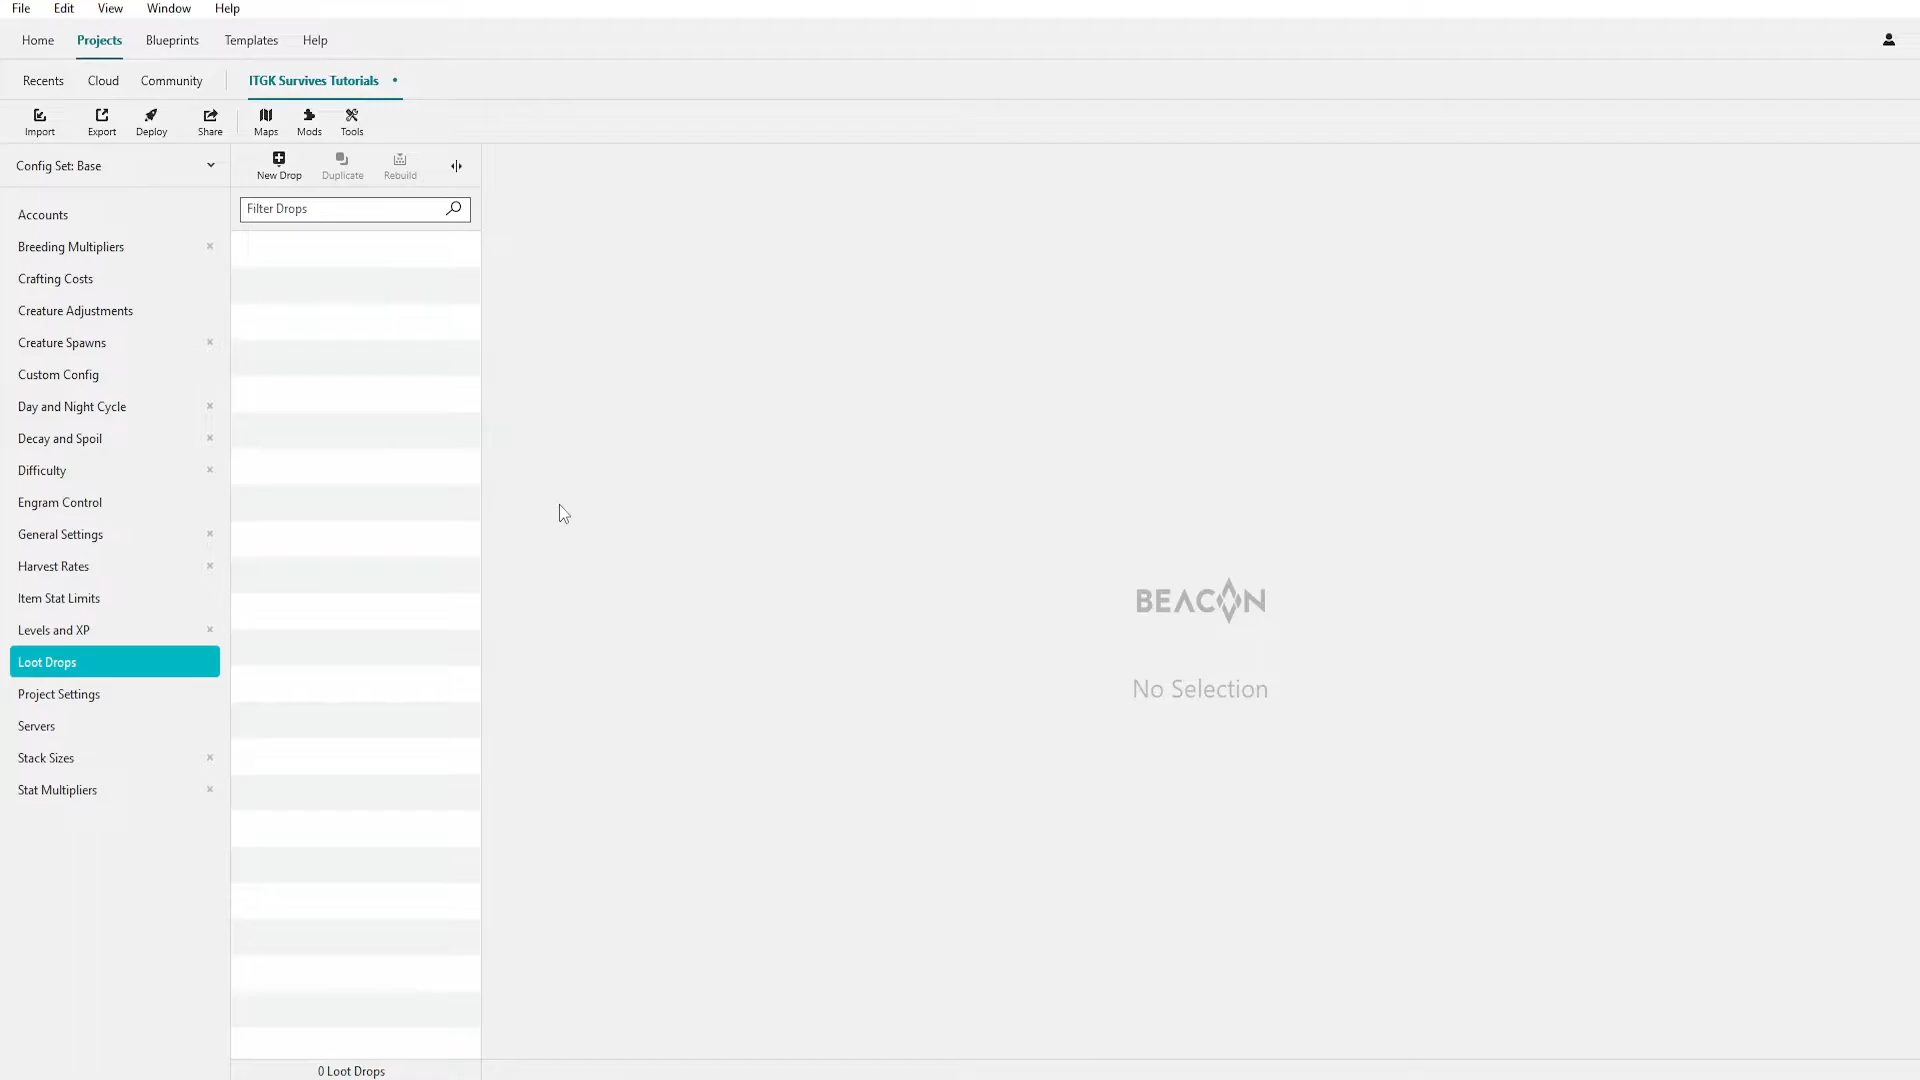 File Edit View Window Help
Home Projects Blueprints Templates Help
Recents Cloud Community ITGK Survives Tutorials •
Import Export Deploy Share Maps Mods Tools
Config Set: Base
New Drop Duplicate Rebuild
Filter Drops
Accounts
Breeding Multipliers
Crafting Costs
Creature Adjustments
Creature Spawns
Custom Config
Day and Night Cycle
Decay and Spoil
Difficulty
Engram Control
General Settings
Harvest Rates
Item Stat Limits
Levels and XP
Loot Drops
Project Settings
Servers
Stack Sizes
Stat Multipliers
BEACON
No Selection
0 Loot Drops